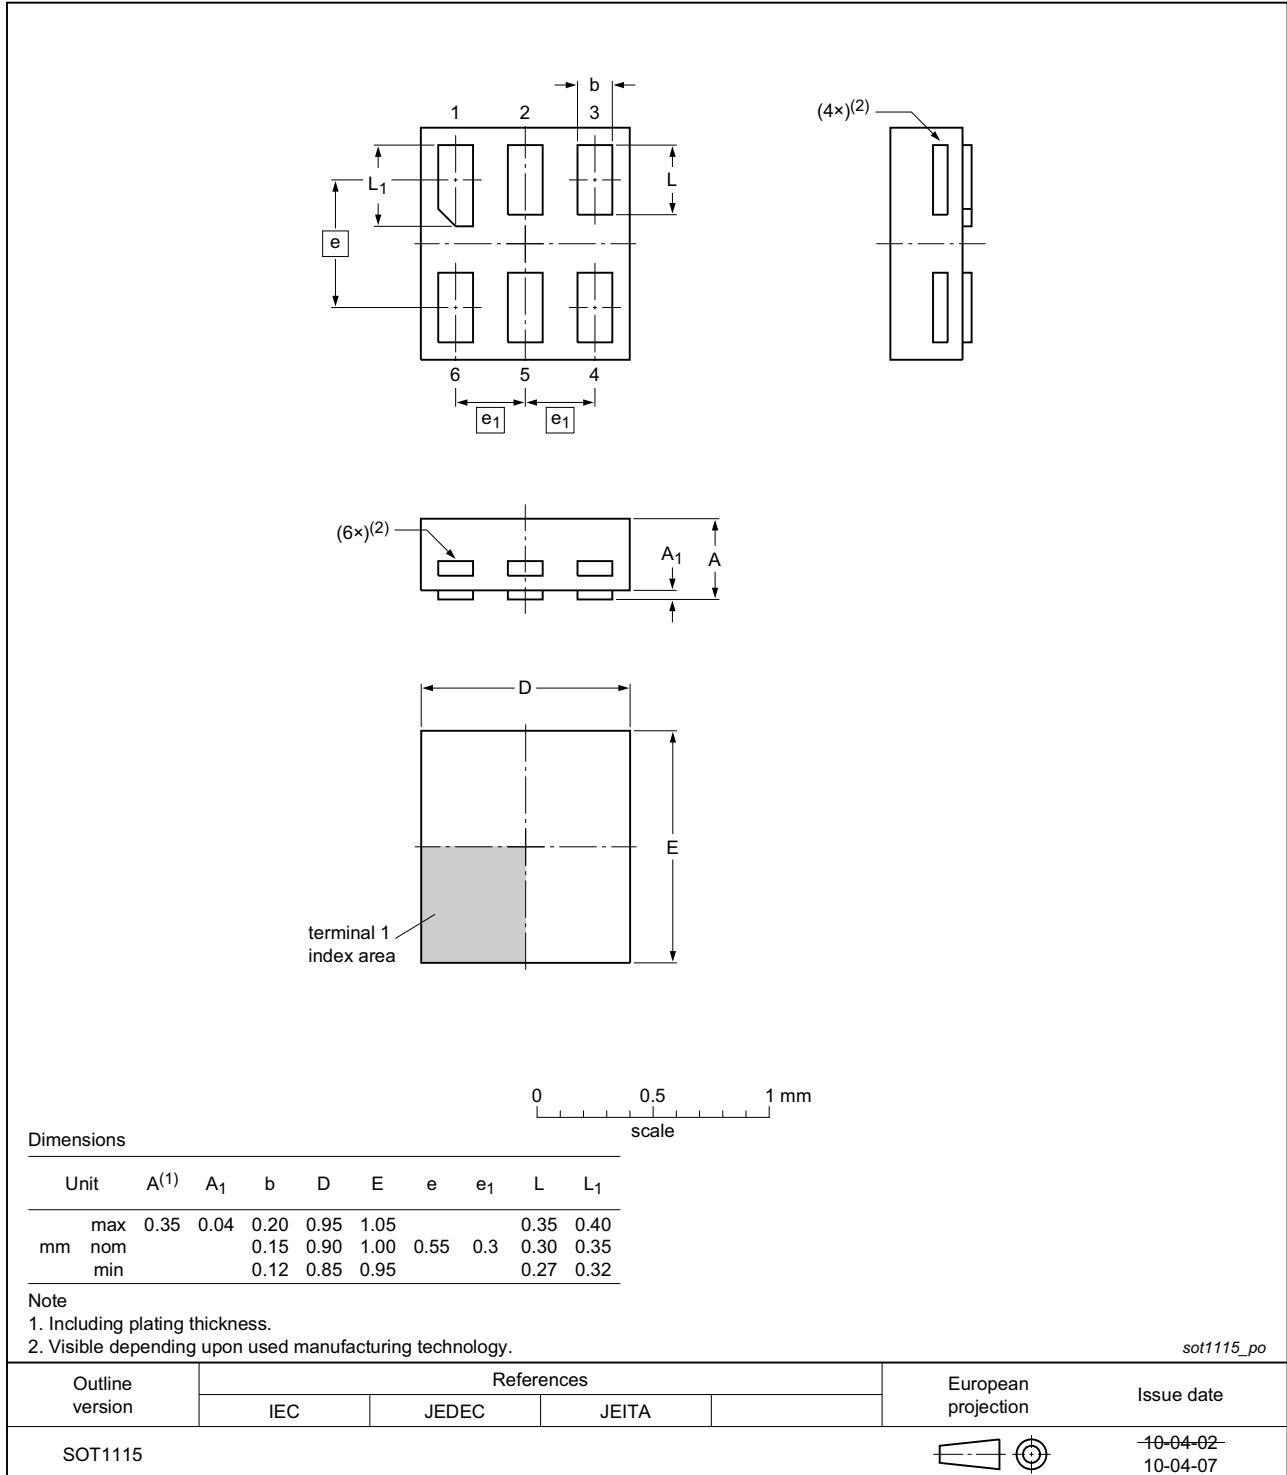 b
1 2 3
(4×)(2)
L1
L
e
6 5 4
e1 e1
(6×)(2)
A1 A
D
E
terminal 1
index area
0 0.5 1 mm
scale
Dimensions
Unit A(1) A1 b D E e e1 L L1
max 0.35 0.04 0.20 0.95 1.05 0.35 0.40
mm nom 0.15 0.90 1.00 0.55 0.3 0.30 0.35
min 0.12 0.85 0.95 0.27 0.32
Note
1. Including plating thickness.
2. Visible depending upon used manufacturing technology.
sot1115_po
Outline version
References
European projection
Issue date
IEC JEDEC JEITA
SOT1115
10-04-02
10-04-07